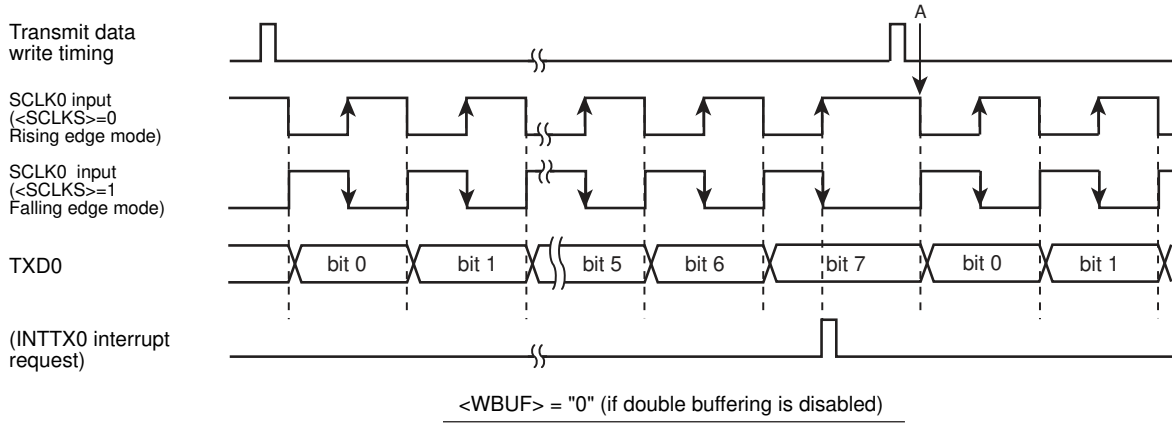 A
Transmit data
write timing
SCLK0 input
(<SCLKS>=0
Rising edge mode)
SCLK0 input
(<SCLKS>=1
Falling edge mode)
TXD0 bit 0 bit 1 bit 5 bit 6 bit 7 bit 0 bit 1
(INTTX0 interrupt
request)
<WBUF> = "0" (if double buffering is disabled)